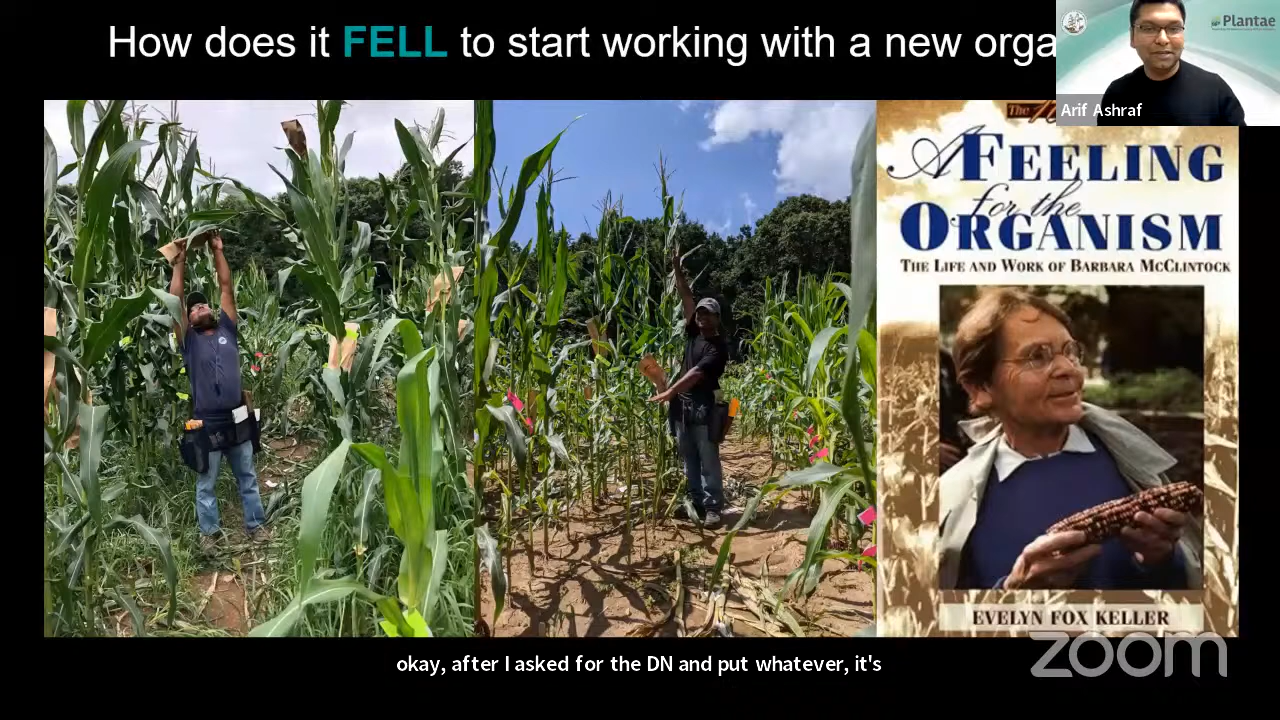 How does it FELL to start working with a new orga
Plantae
Arif Ashraf
The
A FEELING
for the
ORGANISM
THE LIFE AND WORK OF BARBARA MCCLINTOCK
EVELYN FOX KELLER
zoom
okay, after I asked for the DN and put whatever, it's